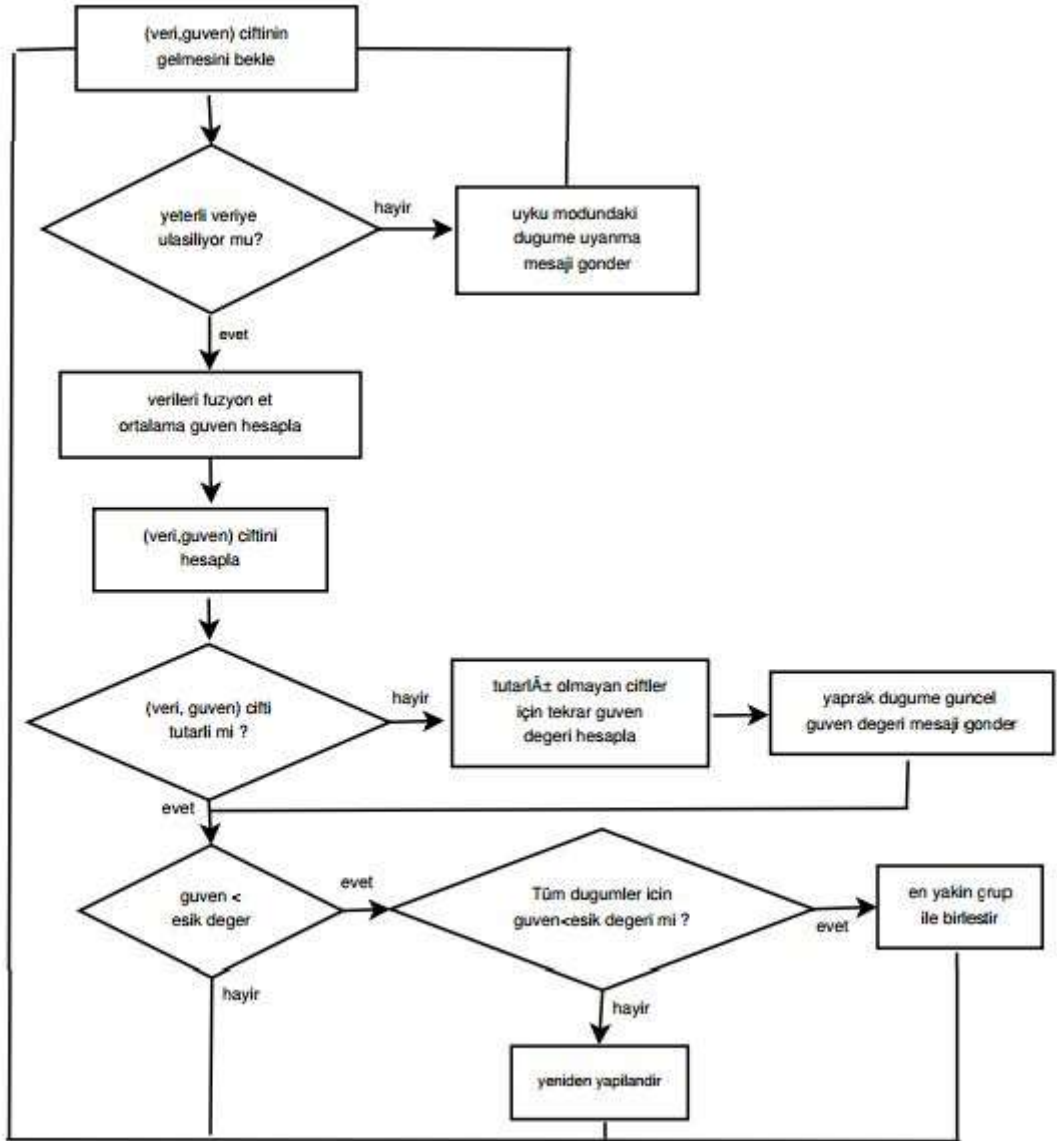 (veri,guven) ciftinin
gelmesini bekle
yeterli veriye
ulasiliyor mu?
hayir
uyku modundaki
dugume uyanma
mesaji gonder
evet
verileri fuzyon et
ortalama guven hesapla
(veri,guven) ciftini
hesapla
(veri, guven) cifti
tutarli mi ?
hayir
tutarlÄ± olmayan ciftler
için tekrar guven
degeri hesapla
yaprak dugume guncel
guven degeri mesaji gonder
evet
guven <
esik deger
evet
Tüm dugumler icin
guven<esik degeri mi ?
evet
en yakin grup
ile birlestir
hayir
hayir
yeniden yapilandir